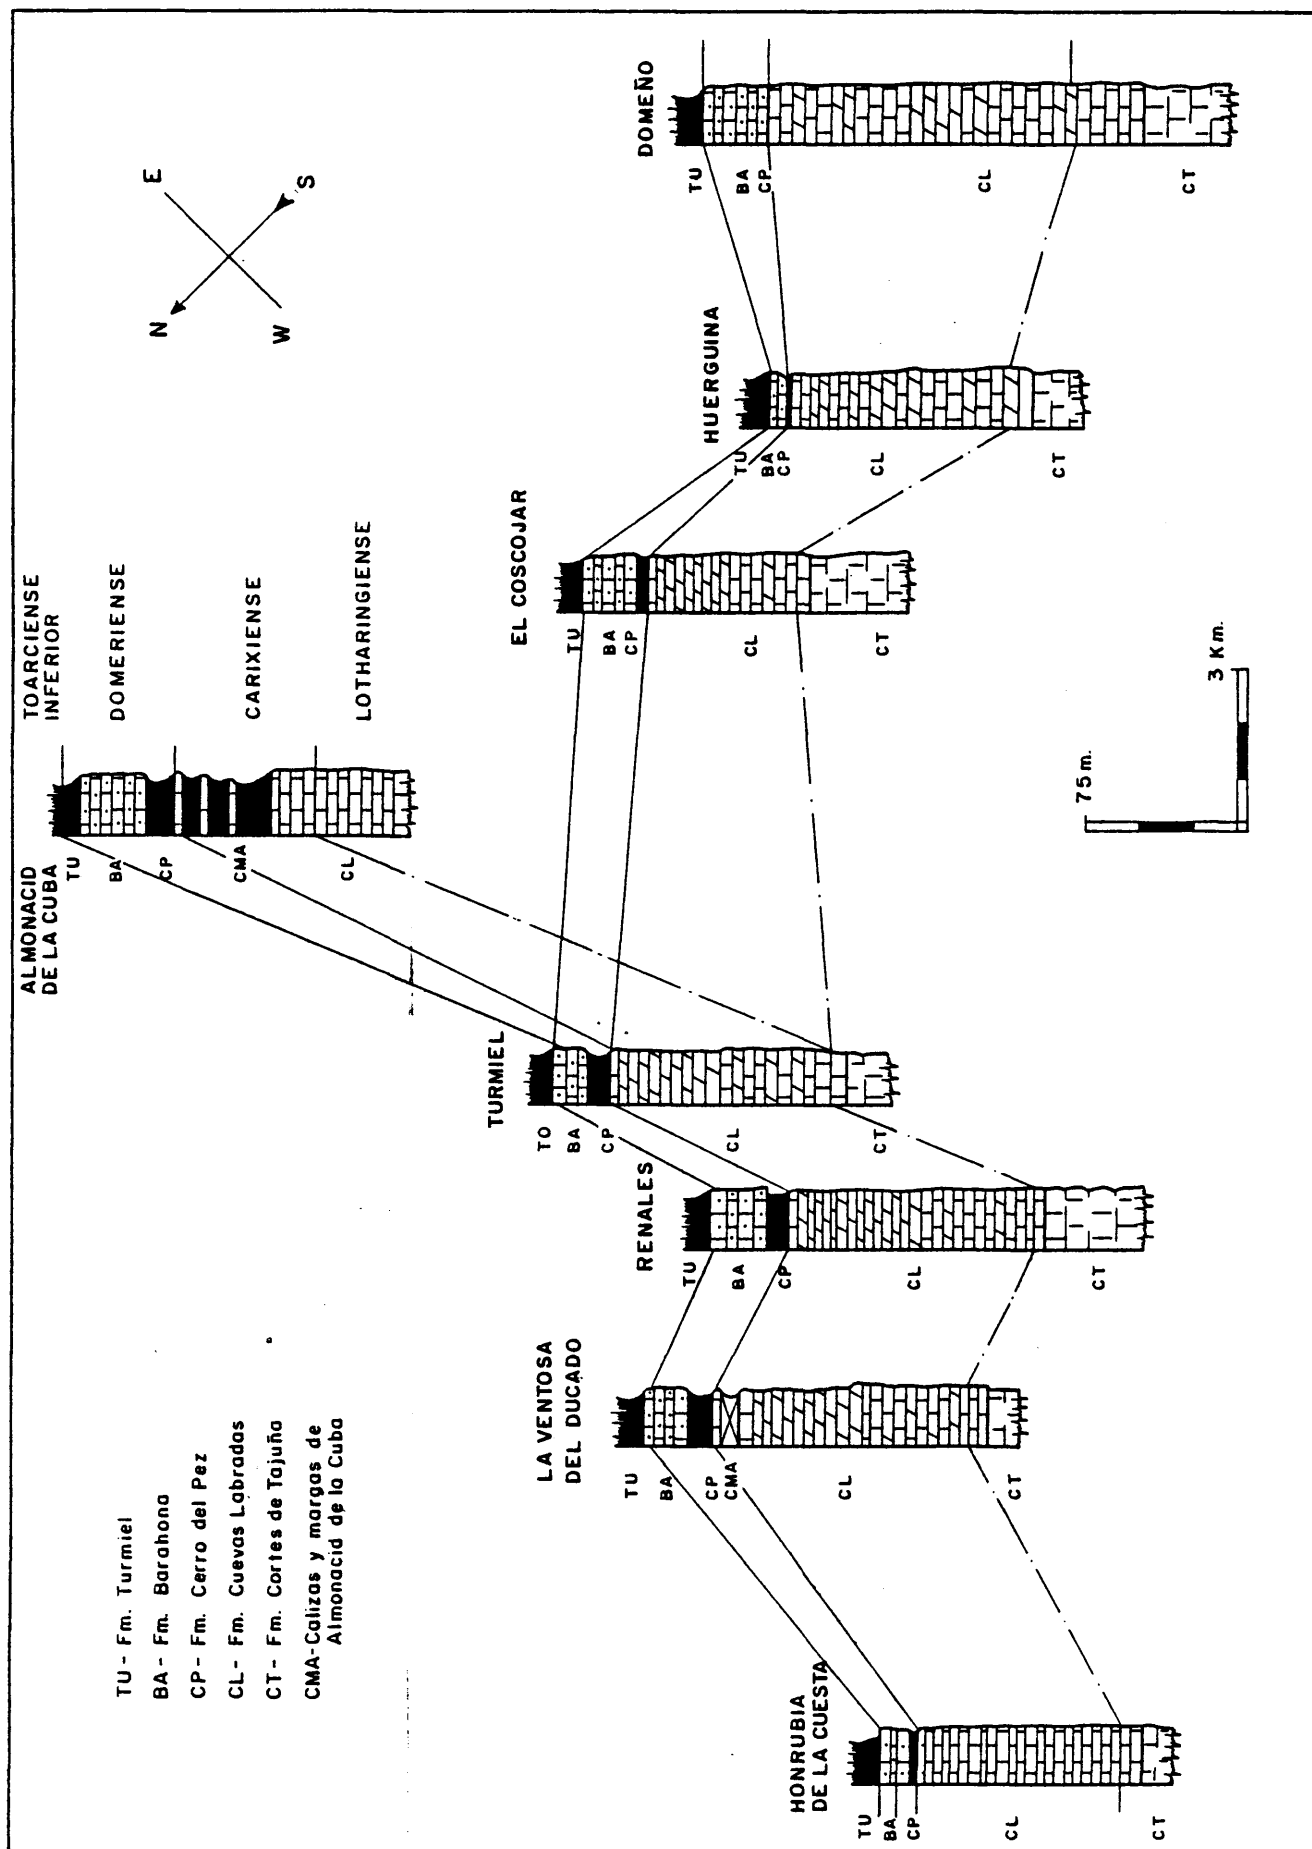 TOARCIENSE
INFERIOR
DOMERIENSE
CARIXIENSE
LOTHARINGIENSE
N
E
S
W
ALMONACID
DE LA CUBA
TU
BA
CP
CMA
CL
HONRUBIA
DE LA CUESTA
TU
BA
CP
CL
CT
LA VENTOSA
DEL DUCADO
TU
BA
CP
CMA
CL
CT
RENALES
TU
BA
CP
CL
CT
TURMIEL
TO
BA
CP
CL
CT
EL COSCOJAR
TU
BA
CP
CL
CT
HUERGUINA
TU
BA
CP
CL
CT
DOMEÑO
TU
BA
CP
CL
CT
75 m.
3 Km.
TU - Fm. Turmiel
BA - Fm. Barahona
CP - Fm. Cerro del Pez
CL - Fm. Cuevas Labradas
CT - Fm. Cortes de Tajuña
CMA-Calizas y margas de
Almonacid de la Cuba